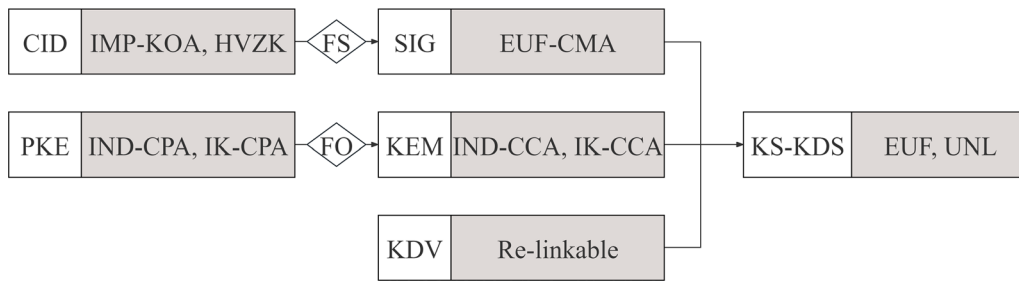 CID IMP-KOA, HVZK FS SIG EUF-CMA
PKE IND-CPA, IK-CPA FO KEM IND-CCA, IK-CCA KS-KDS EUF, UNL
KDV Re-linkable